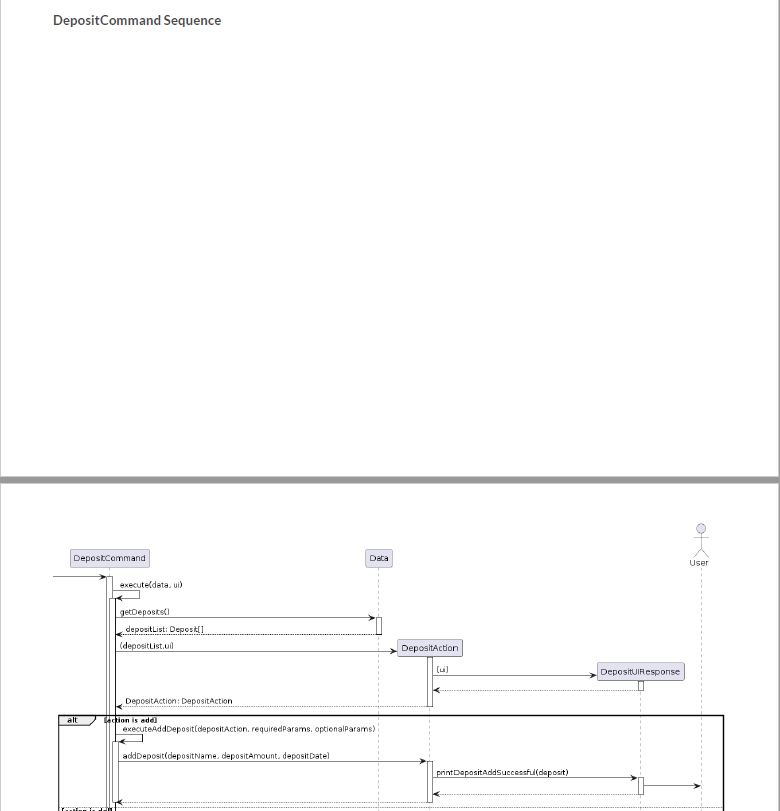 DepositCommand Sequence
User
DepositCommand
Data
execute(data, ui)
getDeposits()
depositList: Deposit[]
(depositList,ui)
DepositAction
[ui]
DepositUIResponse
DepositAction: DepositAction
alt
[action is add]
executeAddDeposit(depositAction, requiredParams, optionalParams)
addDeposit(depositName, depositAmount, depositDate)
printDepositAddSuccessful(deposit)